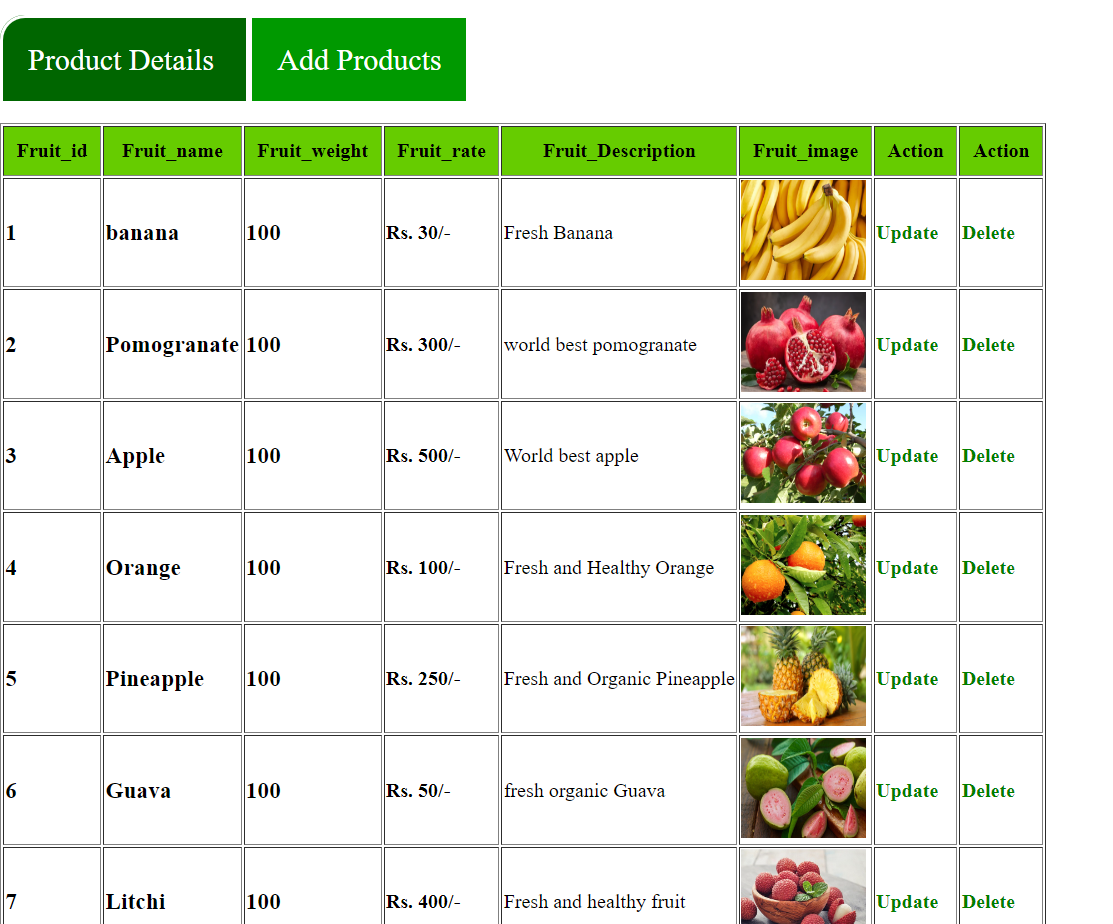 Product Details Add Products
Fruit_id Fruit_name Fruit_weight Fruit_rate Fruit_Description Fruit_image Action Action
1 banana 100 Rs. 30/- Fresh Banana Update Delete
2 Pomogranate 100 Rs. 300/- world best pomogranate Update Delete
3 Apple 100 Rs. 500/- World best apple Update Delete
4 Orange 100 Rs. 100/- Fresh and Healthy Orange Update Delete
5 Pineapple 100 Rs. 250/- Fresh and Organic Pineapple Update Delete
6 Guava 100 Rs. 50/- fresh organic Guava Update Delete
7 Litchi 100 Rs. 400/- Fresh and healthy fruit Update Delete